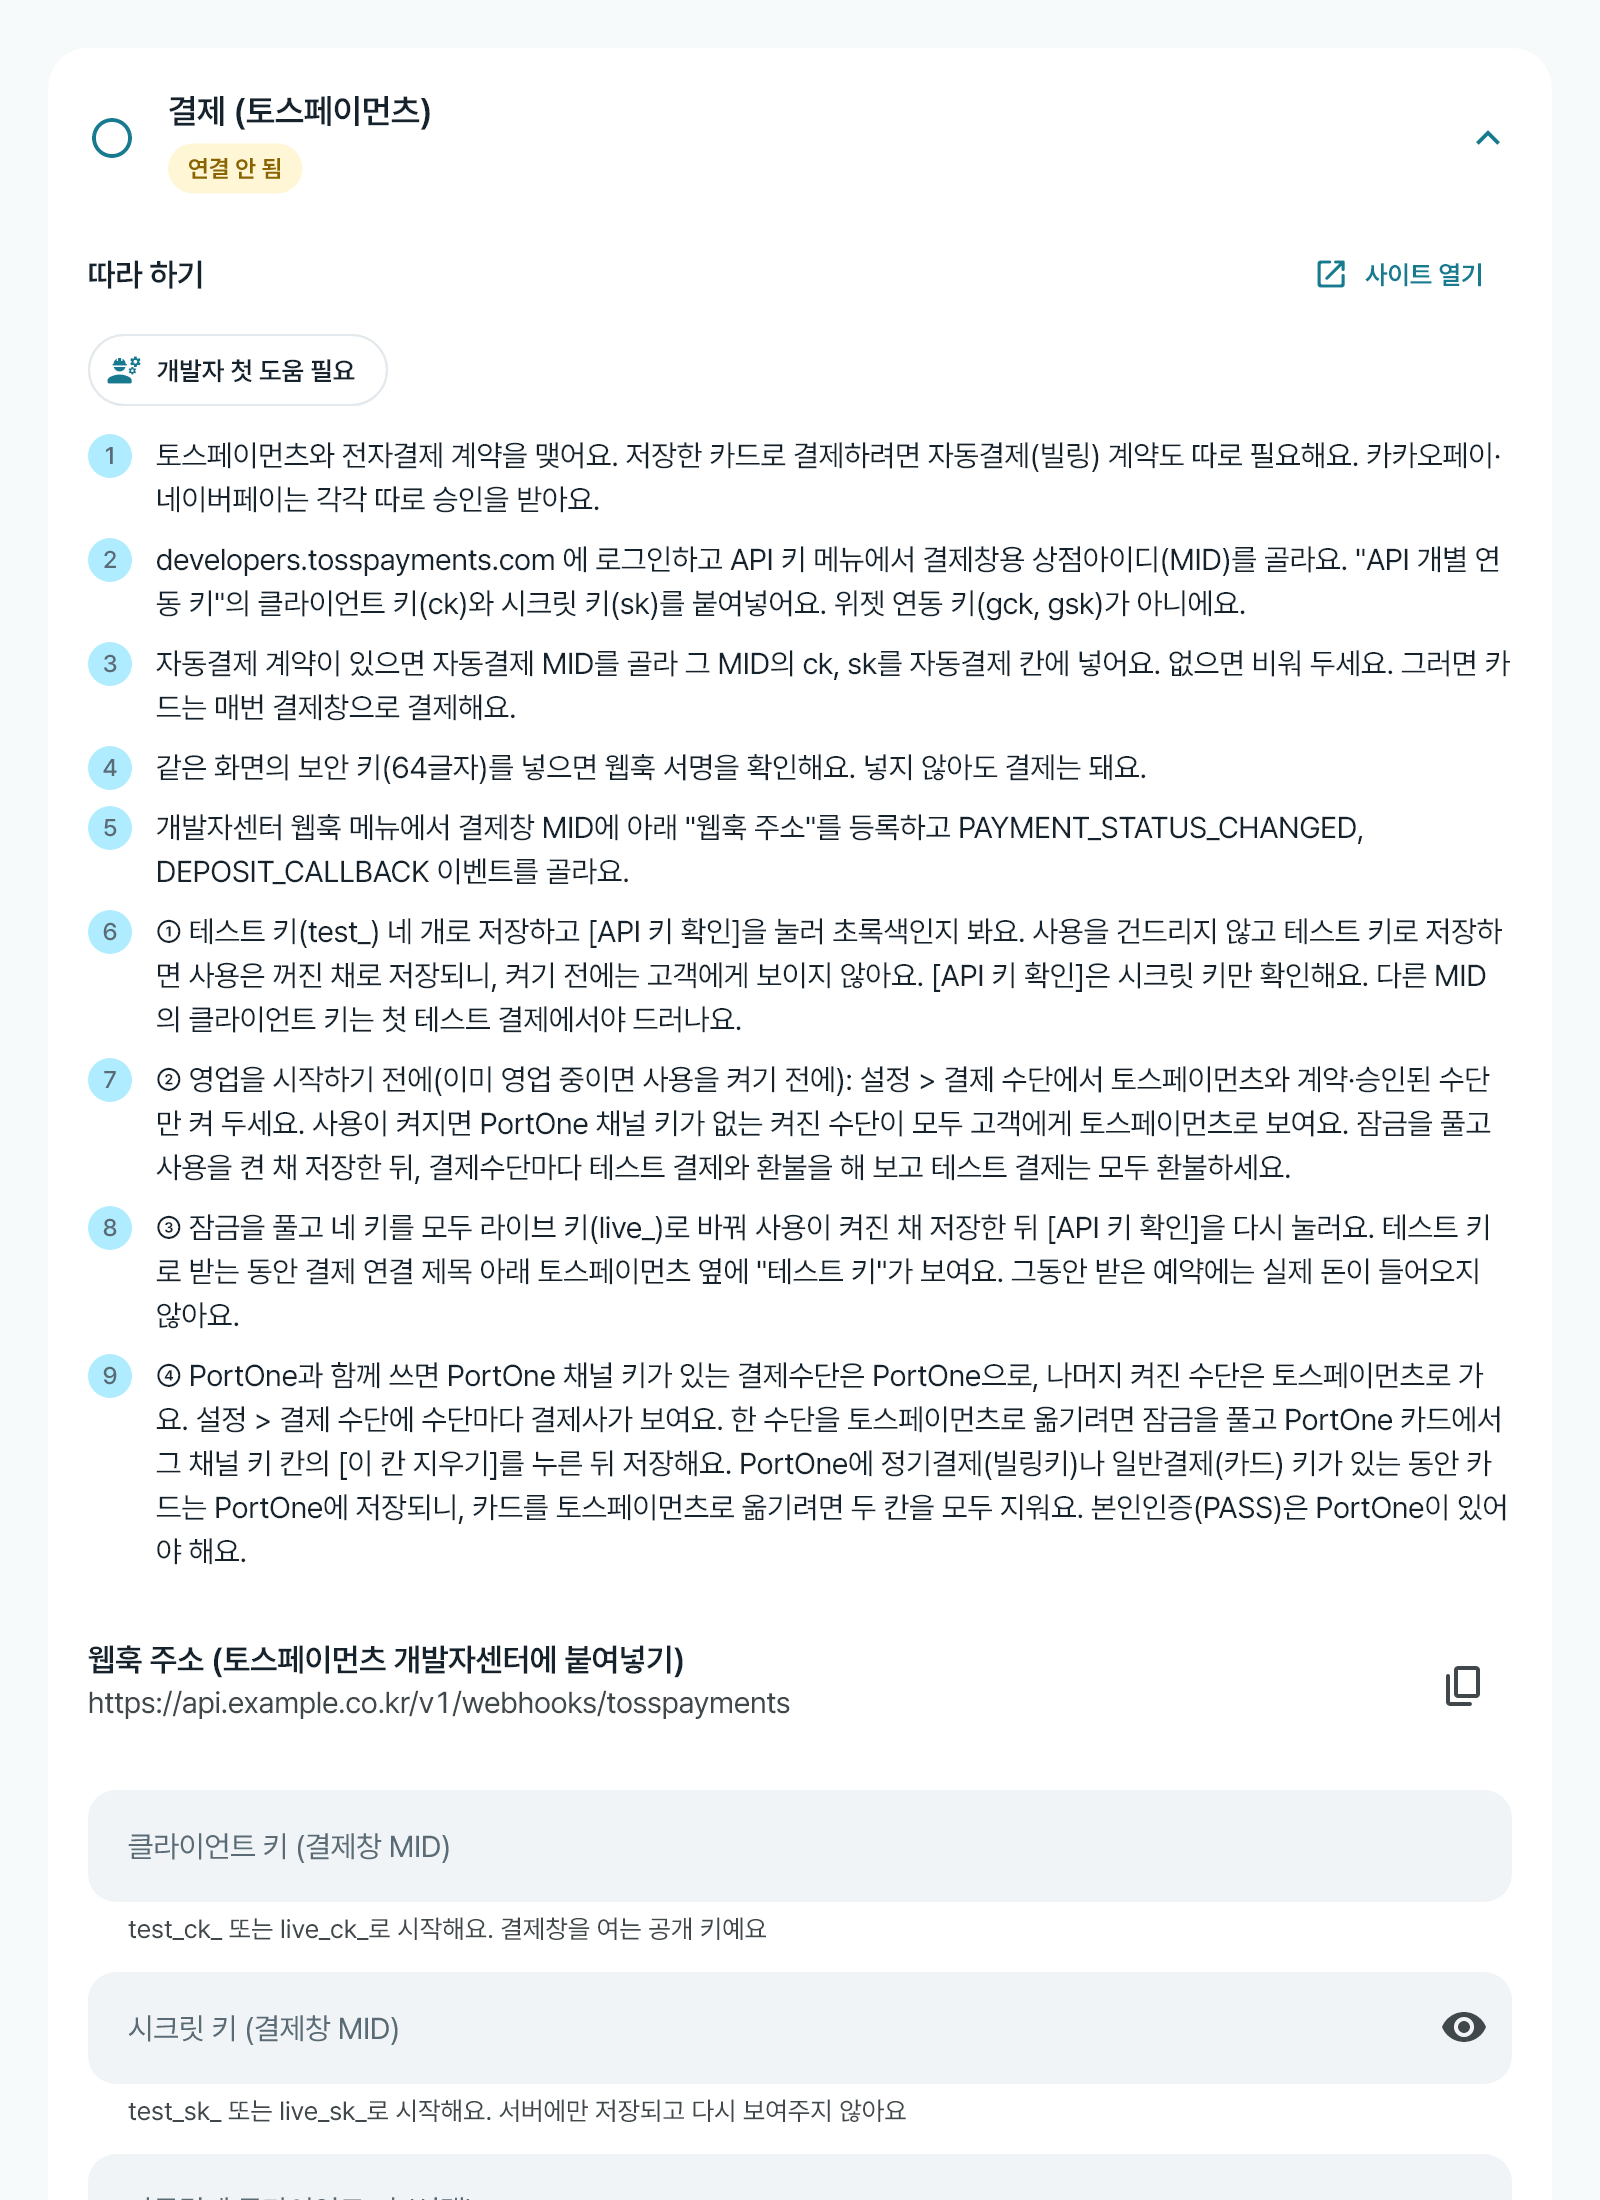 결제 (토스페이먼츠)
연결 안 됨
따라 하기
사이트 열기
개발자 첫 도움 필요
1 토스페이먼츠와 전자결제 계약을 맺어요. 저장한 카드로 결제하려면 자동결제(빌링) 계약도 따로 필요해요. 카카오페이·
네이버페이는 각각 따로 승인을 받아요.
2 developers.tosspayments.com 에 로그인하고 API 키 메뉴에서 결제창용 상점아이디(MID)를 골라요. "API 개별 연
동 키"의 클라이언트 키(ck)와 시크릿 키(sk)를 붙여넣어요. 위젯 연동 키(gck, gsk)가 아니에요.
3 자동결제 계약이 있으면 자동결제 MID를 골라 그 MID의 ck, sk를 자동결제 칸에 넣어요. 없으면 비워 두세요. 그러면 카
드는 매번 결제창으로 결제해요.
4 같은 화면의 보안 키(64글자)를 넣으면 웹훅 서명을 확인해요. 넣지 않아도 결제는 돼요.
5 개발자센터 웹훅 메뉴에서 결제창 MID에 아래 "웹훅 주소"를 등록하고 PAYMENT_STATUS_CHANGED,
DEPOSIT_CALLBACK 이벤트를 골라요.
6 ① 테스트 키(test_) 네 개로 저장하고 [API 키 확인]을 눌러 초록색인지 봐요. 사용을 건드리지 않고 테스트 키로 저장하
면 사용은 꺼진 채로 저장되니, 켜기 전에는 고객에게 보이지 않아요. [API 키 확인]은 시크릿 키만 확인해요. 다른 MID
의 클라이언트 키는 첫 테스트 결제에서야 드러나요.
7 ② 영업을 시작하기 전에(이미 영업 중이면 사용을 켜기 전에): 설정 > 결제 수단에서 토스페이먼츠와 계약·승인된 수단
만 켜 두세요. 사용이 켜지면 PortOne 채널 키가 없는 켜진 수단이 모두 고객에게 토스페이먼츠로 보여요. 잠금을 풀고
사용을 켠 채 저장한 뒤, 결제수단마다 테스트 결제와 환불을 해 보고 테스트 결제는 모두 환불하세요.
8 ③ 잠금을 풀고 네 키를 모두 라이브 키(live_)로 바꿔 사용이 켜진 채 저장한 뒤 [API 키 확인]을 다시 눌러요. 테스트 키
로 받는 동안 결제 연결 제목 아래 토스페이먼츠 옆에 "테스트 키"가 보여요. 그동안 받은 예약에는 실제 돈이 들어오지
않아요.
9 ④ PortOne과 함께 쓰면 PortOne 채널 키가 있는 결제수단은 PortOne으로, 나머지 켜진 수단은 토스페이먼츠로 가
요. 설정 > 결제 수단에 수단마다 결제사가 보여요. 한 수단을 토스페이먼츠로 옮기려면 잠금을 풀고 PortOne 카드에서
그 채널 키 칸의 [이 칸 지우기]를 누른 뒤 저장해요. PortOne에 정기결제(빌링키)나 일반결제(카드) 키가 있는 동안 카
드는 PortOne에 저장되니, 카드를 토스페이먼츠로 옮기려면 두 칸을 모두 지워요. 본인인증(PASS)은 PortOne이 있어
야 해요.
웹훅 주소 (토스페이먼츠 개발자센터에 붙여넣기)
https://api.example.co.kr/v1/webhooks/tosspayments
클라이언트 키 (결제창 MID)
test_ck_ 또는 live_ck_로 시작해요. 결제창을 여는 공개 키예요
시크릿 키 (결제창 MID)
test_sk_ 또는 live_sk_로 시작해요. 서버에만 저장되고 다시 보여주지 않아요